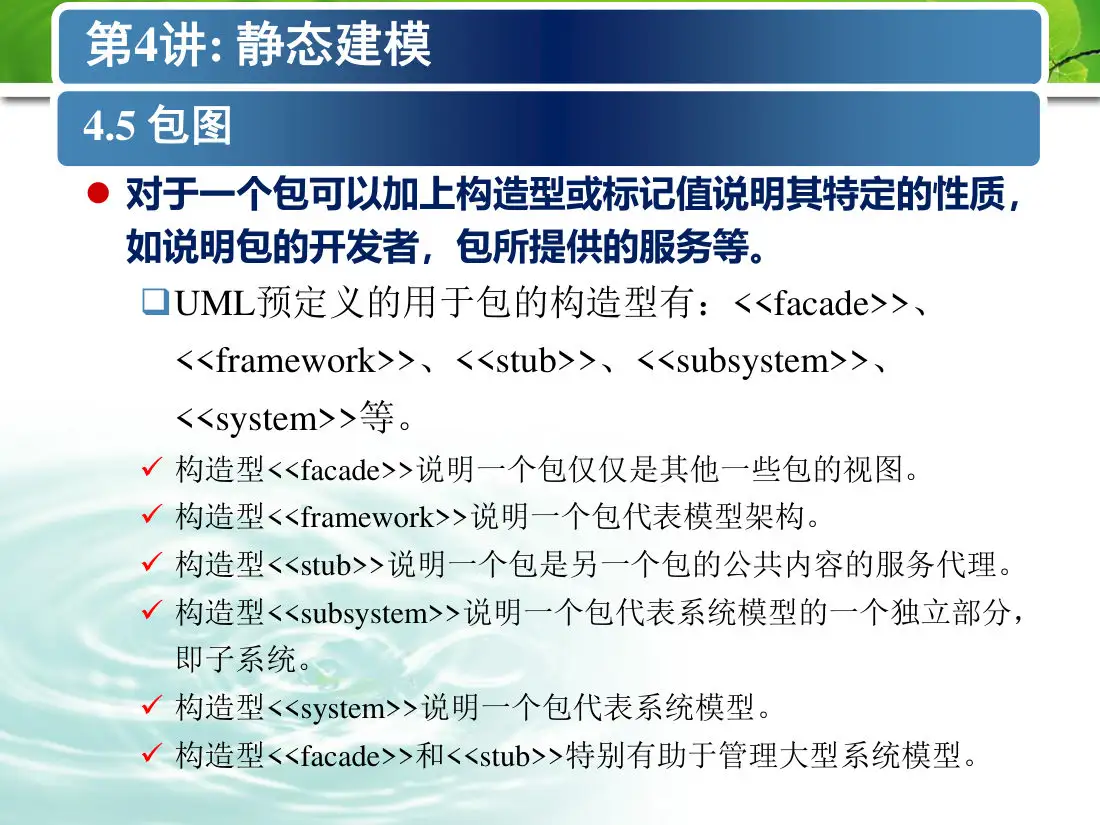 第4讲: 静态建模
4.5 包图
对于一个包可以加上构造型或标记值说明其特定的性质，
如说明包的开发者，包所提供的服务等。
UML预定义的用于包的构造型有：<<facade>>、
<<framework>>、<<stub>>、<<subsystem>>、
<<system>>等。
构造型<<facade>>说明一个包仅仅是其他一些包的视图。
构造型<<framework>>说明一个包代表模型架构。
构造型<<stub>>说明一个包是另一个包的公共内容的服务代理。
构造型<<subsystem>>说明一个包代表系统模型的一个独立部分，
即子系统。
构造型<<system>>说明一个包代表系统模型。
构造型<<facade>>和<<stub>>特别有助于管理大型系统模型。